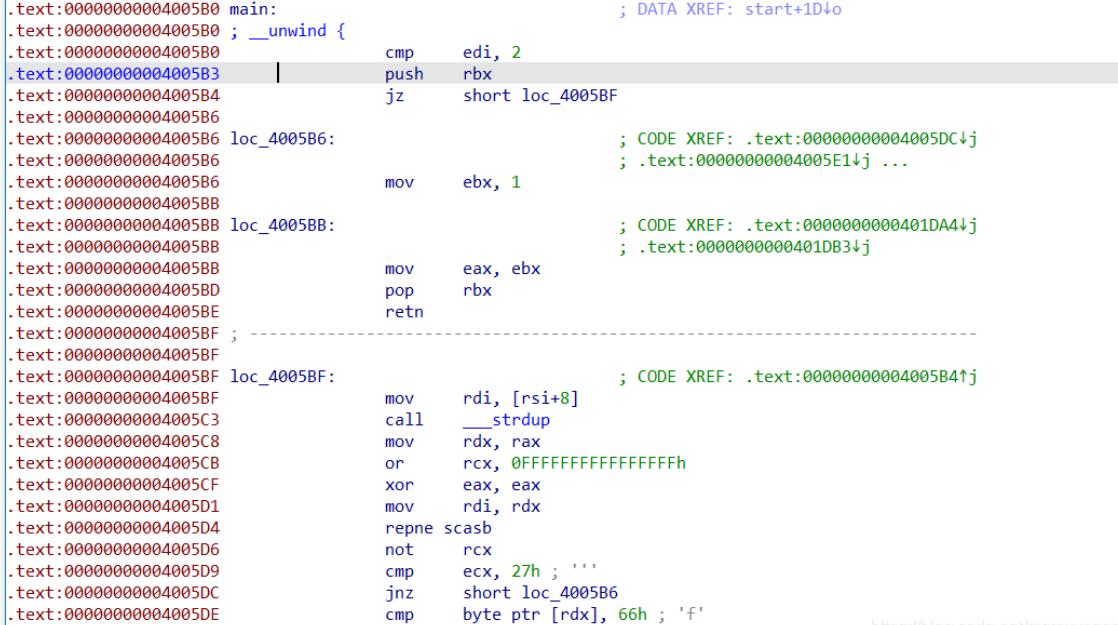 .text:00000000004005B0 main: ; DATA XREF: start+1D↓o
.text:00000000004005B0 ; __unwind {
.text:00000000004005B0 cmp edi, 2
.text:00000000004005B3 push rbx
.text:00000000004005B4 jz short loc_4005BF
.text:00000000004005B6
.text:00000000004005B6 loc_4005B6: ; CODE XREF: .text:00000000004005DC↓j
.text:00000000004005B6 ; .text:00000000004005E1↓j ...
.text:00000000004005B6 mov ebx, 1
.text:00000000004005BB
.text:00000000004005BB loc_4005BB: ; CODE XREF: .text:0000000000401DA4↓j
.text:00000000004005BB ; .text:0000000000401DB3↓j
.text:00000000004005BB mov eax, ebx
.text:00000000004005BD pop rbx
.text:00000000004005BE retn
.text:00000000004005BF ; ---------------------------------------------------------------------------
.text:00000000004005BF
.text:00000000004005BF loc_4005BF: ; CODE XREF: .text:00000000004005B4↑j
.text:00000000004005BF mov rdi, [rsi+8]
.text:00000000004005C3 call ___strdup
.text:00000000004005C8 mov rdx, rax
.text:00000000004005CB or rcx, 0FFFFFFFFFFFFFFFFh
.text:00000000004005CF xor eax, eax
.text:00000000004005D1 mov rdi, rdx
.text:00000000004005D4 repne scasb
.text:00000000004005D6 not rcx
.text:00000000004005D9 cmp ecx, 27h ; '''
.text:00000000004005DC jnz short loc_4005B6
.text:00000000004005DE cmp byte ptr [rdx], 66h ; 'f'